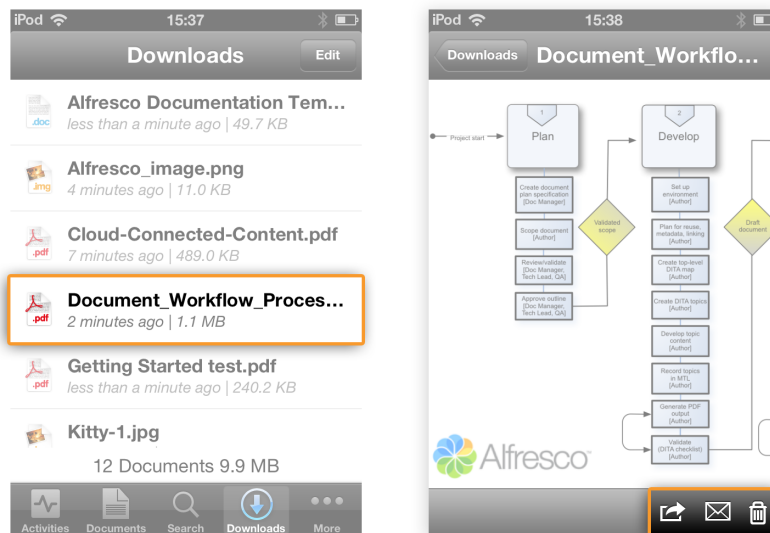 iPod 15:37
Downloads Edit
.doc
Alfresco Documentation Tem...
less than a minute ago | 49.7 KB
.img
Alfresco_image.png
4 minutes ago | 11.0 KB
.pdf
Cloud-Connected-Content.pdf
7 minutes ago | 489.0 KB
.pdf
Document_Workflow_Proces...
2 minutes ago | 1.1 MB
.pdf
Getting Started test.pdf
less than a minute ago | 240.2 KB
Kitty-1.jpg
12 Documents 9.9 MB
Activities Documents Search Downloads More
iPod 15:38
Downloads Document_Workflo...
Project start
1
Plan
Create document
plan specification
[Doc Manager]
Scope document
[Author]
Review/validate
[Doc Manager,
Tech Lead, QA]
Approve outline
[Doc Manager,
Tech Lead, QA]
Validated
scope
2
Develop
Set up
environment
[Author]
Plan for reuse,
metadata, linking
[Author]
Create top-level
DITA map
[Author]
Create DITA topics
[Author]
Develop topic
content
[Author]
Record topics
in MTL
[Author]
Generate PDF
output
[Author]
Validate
(DITA checklist)
[Author]
Draft
document
Alfresco